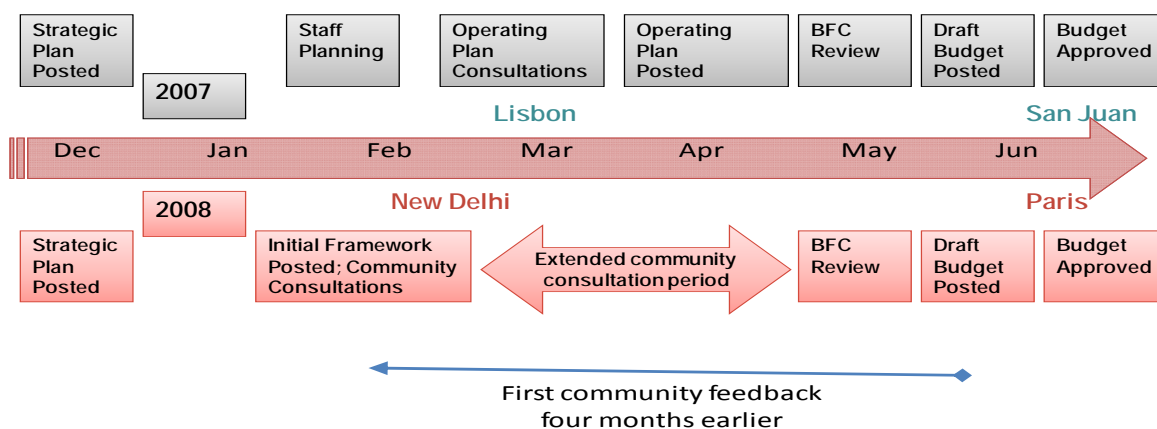 Strategic
Plan
Posted
2007
Staff
Planning
Operating
Plan
Consultations
Operating
Plan
Posted
BFC
Review
Draft
Budget
Posted
Budget
Approved
Lisbon
San Juan
Dec Jan Feb Mar Apr May Jun
New Delhi
Paris
2008
Strategic
Plan
Posted
Initial Framework
Posted; Community
Consultations
Extended community
consultation period
BFC
Review
Draft
Budget
Posted
Budget
Approved
First community feedback
four months earlier